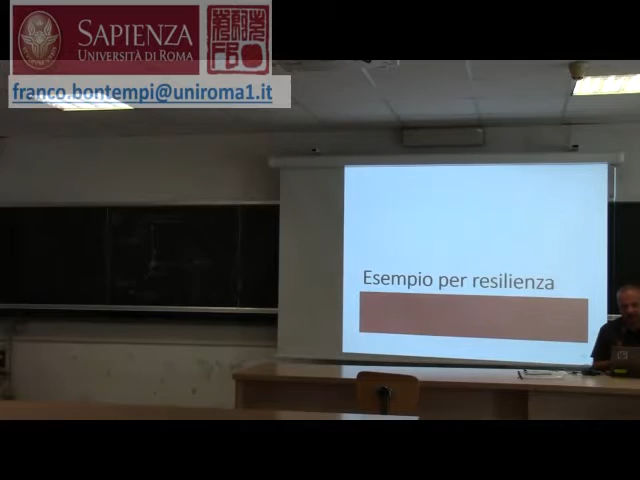 SAPIENZA
UNIVERSITÀ DI ROMA
franco.bontempi@uniroma1.it
Esempio per resilienza